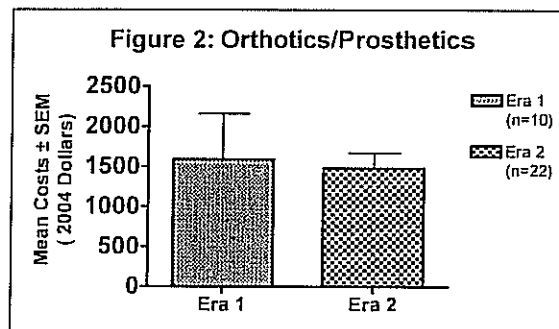 Figure 2: Orthotics/Prosthetics
Mean Costs ± SEM
( 2004 Dollars)
2500
2000
1500
1000
500
0
Era 1
Era 2
Era 1
(n=10)
Era 2
(n=22)